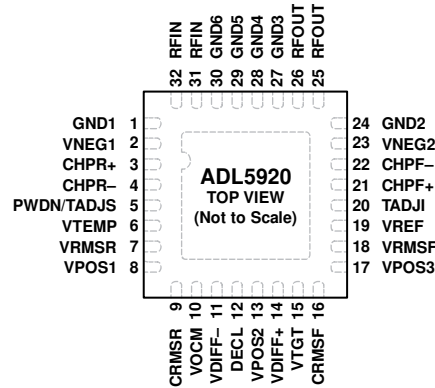 32 RFIN
31 RFIN
30 GND6
29 GND5
28 GND4
27 GND3
26 RFOUT
25 RFOUT
GND1 1
VNEG1 2
CHPR+ 3
CHPR– 4
PWDN/TADJS 5
VTEMP 6
VRMSR 7
VPOS1 8
ADL5920
TOP VIEW
(Not to Scale)
24 GND2
23 VNEG2
22 CHPF–
21 CHPF+
20 TADJI
19 VREF
18 VRMSF
17 VPOS3
CRMSR 9
VOCM 10
VDIFF– 11
DECL 12
VPOS2 13
VDIFF+ 14
VTGT 15
CRMSF 16